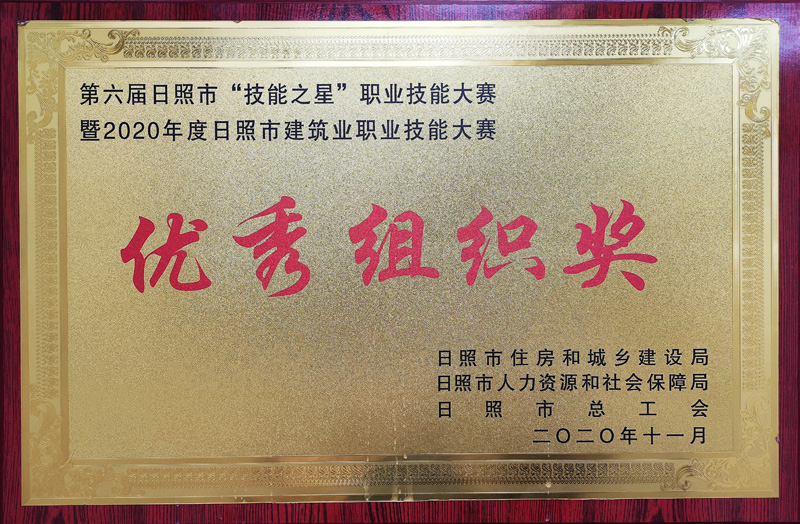 第六届日照市“技能之星”职业技能大赛
暨2020年度日照市建筑业职业技能大赛
优秀组织奖
日照市住房和城乡建设局
日照市人力资源和社会保障局
日照市总工会
二〇二〇年十一月